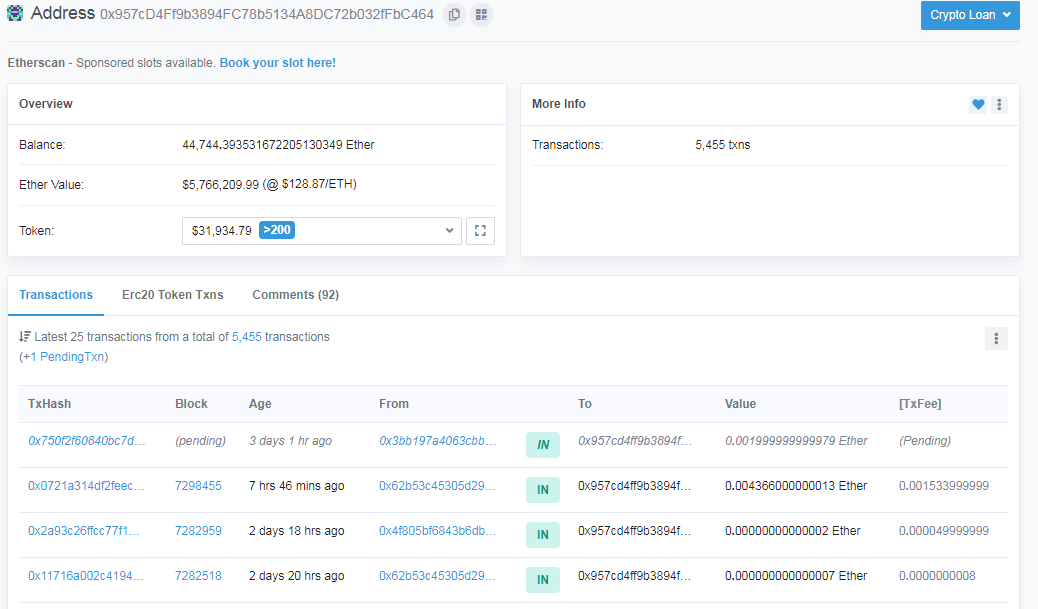 Address 0x957cD4Ff9b3894FC78b5134A8DC72b032fFbC464
Crypto Loan
Etherscan - Sponsored slots available. Book your slot here!
Overview
Balance: 44,744.393531672205130349 Ether
Ether Value: $5,766,209.99 (@ $128.87/ETH)
Token: $31,934.79 >200
More Info
Transactions: 5,455 txns
Transactions Erc20 Token Txns Comments (92)
Latest 25 transactions from a total of 5,455 transactions
(+1 PendingTxn)
TxHash Block Age From To Value [TxFee]
0x750f2f60840bc7d... (pending) 3 days 1 hr ago 0x3bb197a4063cbb... IN 0x957cd4ff9b3894f... 0.001999999999979 Ether (Pending)
0x0721a314df2feec... 7298455 7 hrs 46 mins ago 0x62b53c45305d29... IN 0x957cd4ff9b3894f... 0.004366000000013 Ether 0.001533999999
0x2a93c26ffcc77f1... 7282959 2 days 18 hrs ago 0x4f805bf6843b6db... IN 0x957cd4ff9b3894f... 0.00000000000002 Ether 0.000049999999
0x11716a002c4194... 7282518 2 days 20 hrs ago 0x62b53c45305d29... IN 0x957cd4ff9b3894f... 0.000000000000007 Ether 0.0000000008